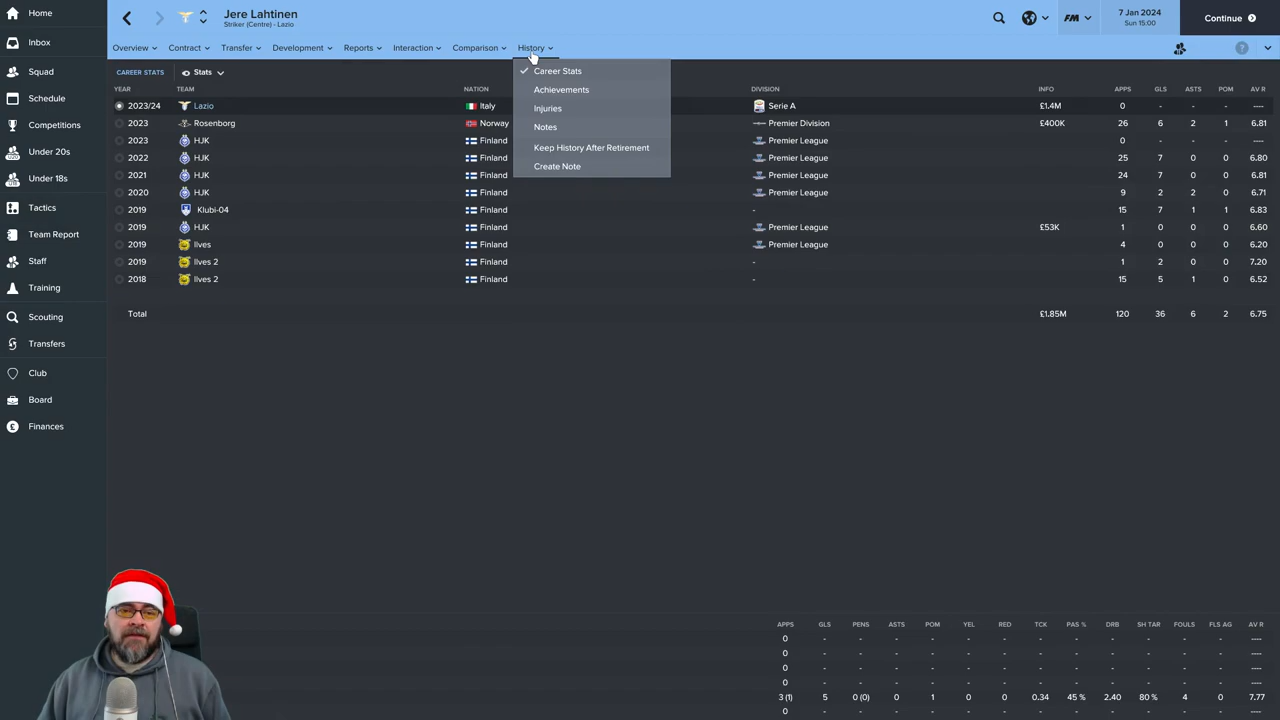 Home
Inbox
Squad
Schedule
Competitions
Under 20s
Under 18s
Tactics
Team Report
Staff
Training
Scouting
Transfers
Club
Board
Finances
Jere Lahtinen
Striker (Centre) - Lazio
FM
7 Jan 2024
Sun 15:00
Continue
Overview Contract Transfer Development Reports Interaction Comparison History
?
CAREER STATS Stats
Career Stats
Achievements
Injuries
Notes
Keep History After Retirement
Create Note
YEAR TEAM NATION DIVISION INFO APPS GLS ASTS POM AV R
2023/24 Lazio Italy Serie A £1.4M 0 - - - ----
2023 Rosenborg Norway Premier Division £400K 26 6 2 1 6.81
2023 HJK Finland Premier League 0 - - - ----
2022 HJK Finland Premier League 25 7 0 0 6.80
2021 HJK Finland Premier League 24 7 0 0 6.81
2020 HJK Finland Premier League 9 2 2 0 6.71
2019 Klubi-04 Finland - 15 7 1 1 6.83
2019 HJK Finland Premier League £53K 1 0 0 0 6.60
2019 Ilves Finland Premier League 4 0 0 0 6.20
2019 Ilves 2 Finland - 1 2 0 0 7.20
2018 Ilves 2 Finland - 15 5 1 0 6.52
Total £1.85M 120 36 6 2 6.75
APPS GLS PENS ASTS POM YEL RED TCK PAS % DRB SH TAR FOULS FLS AG AV R
0 - - - - - - - - - - - - ----
0 - - - - - - - - - - - - ----
0 - - - - - - - - - - - - ----
0 - - - - - - - - - - - - ----
3 (1) 5 0 (0) 0 1 0 0 0.34 45 % 2.40 80 % 4 0 7.77
0 - - - - - - - - - - - - ----